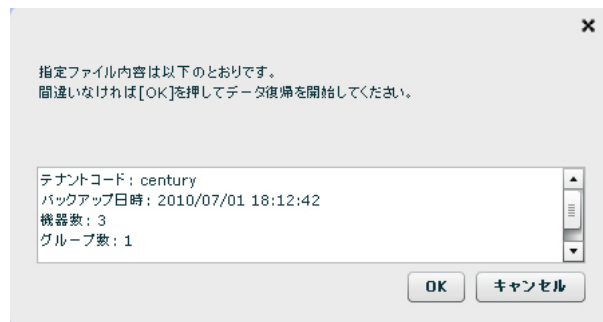 指定ファイル内容は以下のとおりです。
間違いなければ[OK]を押してデータ復帰を開始してください。
テナントコード: century
バックアップ日時: 2010/07/01 18:12:42
機器数: 3
グループ数: 1
OK キャンセル